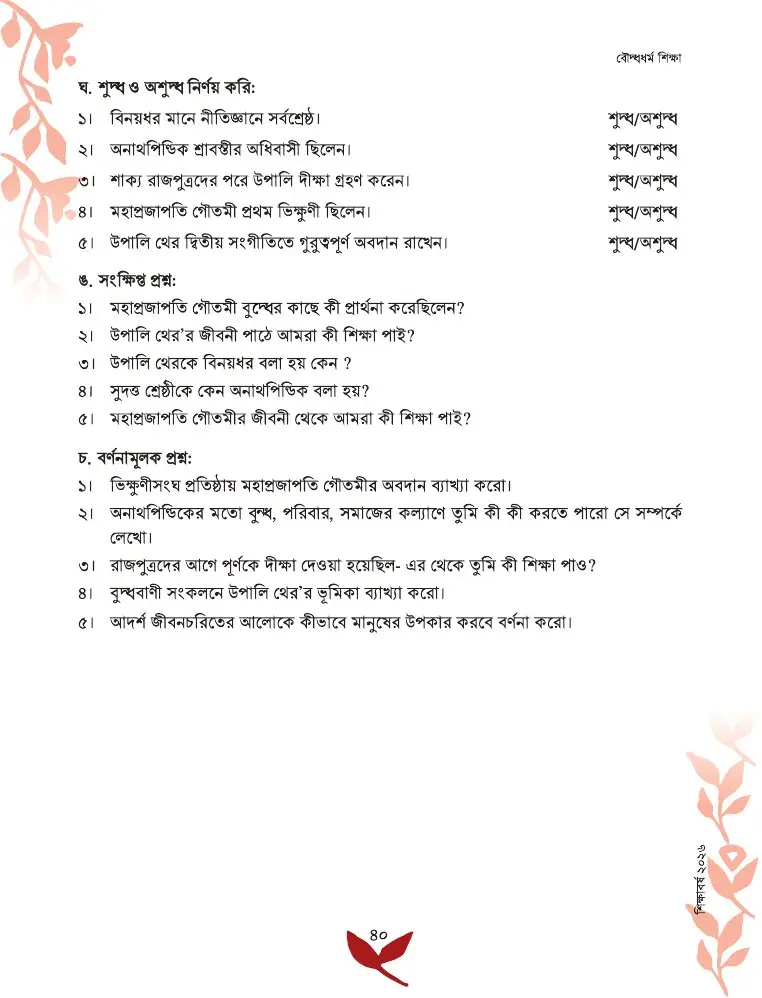 বৌদ্ধধর্ম শিক্ষা
ঘ. শুদ্ধ ও অশুদ্ধ নির্ণয় করি:
১। বিনয়ধর মানে নীতিজ্ঞানে সর্বশ্রেষ্ঠ। শুদ্ধ/অশুদ্ধ
২। অনাথপিন্ডিক শ্রাবস্তীর অধিবাসী ছিলেন। শুদ্ধ/অশুদ্ধ
৩। শাক্য রাজপুত্রদের পরে উপালি দীক্ষা গ্রহণ করেন। শুদ্ধ/অশুদ্ধ
৪। মহাপ্রজাপতি গৌতমী প্রথম ভিক্ষুণী ছিলেন। শুদ্ধ/অশুদ্ধ
৫। উপালি থের দ্বিতীয় সংগীতিতে গুরুত্বপূর্ণ অবদান রাখেন। শুদ্ধ/অশুদ্ধ
ঙ. সংক্ষিপ্ত প্রশ্ন:
১। মহাপ্রজাপতি গৌতমী বুদ্ধের কাছে কী প্রার্থনা করেছিলেন?
২। উপালি থের’র জীবনী পাঠে আমরা কী শিক্ষা পাই?
৩। উপালি থেরকে বিনয়ধর বলা হয় কেন ?
৪। সুদত্ত শ্রেষ্ঠীকে কেন অনাথপিন্ডিক বলা হয়?
৫। মহাপ্রজাপতি গৌতমীর জীবনী থেকে আমরা কী শিক্ষা পাই?
চ. বর্ণনামূলক প্রশ্ন:
১। ভিক্ষুণীসংঘ প্রতিষ্ঠায় মহাপ্রজাপতি গৌতমীর অবদান ব্যাখ্যা করো।
২। অনাথপিন্ডিকের মতো বুন্ধ, পরিবার, সমাজের কল্যাণে তুমি কী কী করতে পারো সে সম্পর্কে
লেখো।
৩। রাজপুত্রদের আগে পূর্ণকে দীক্ষা দেওয়া হয়েছিল- এর থেকে তুমি কী শিক্ষা পাও?
৪। বুদ্ধবাণী সংকলনে উপালি থের’র ভূমিকা ব্যাখ্যা করো।
৫। আদর্শ জীবনচরিতের আলোকে কীভাবে মানুষের উপকার করবে বর্ণনা করো।
শিক্ষাবর্ষ ২০২৬
৪০